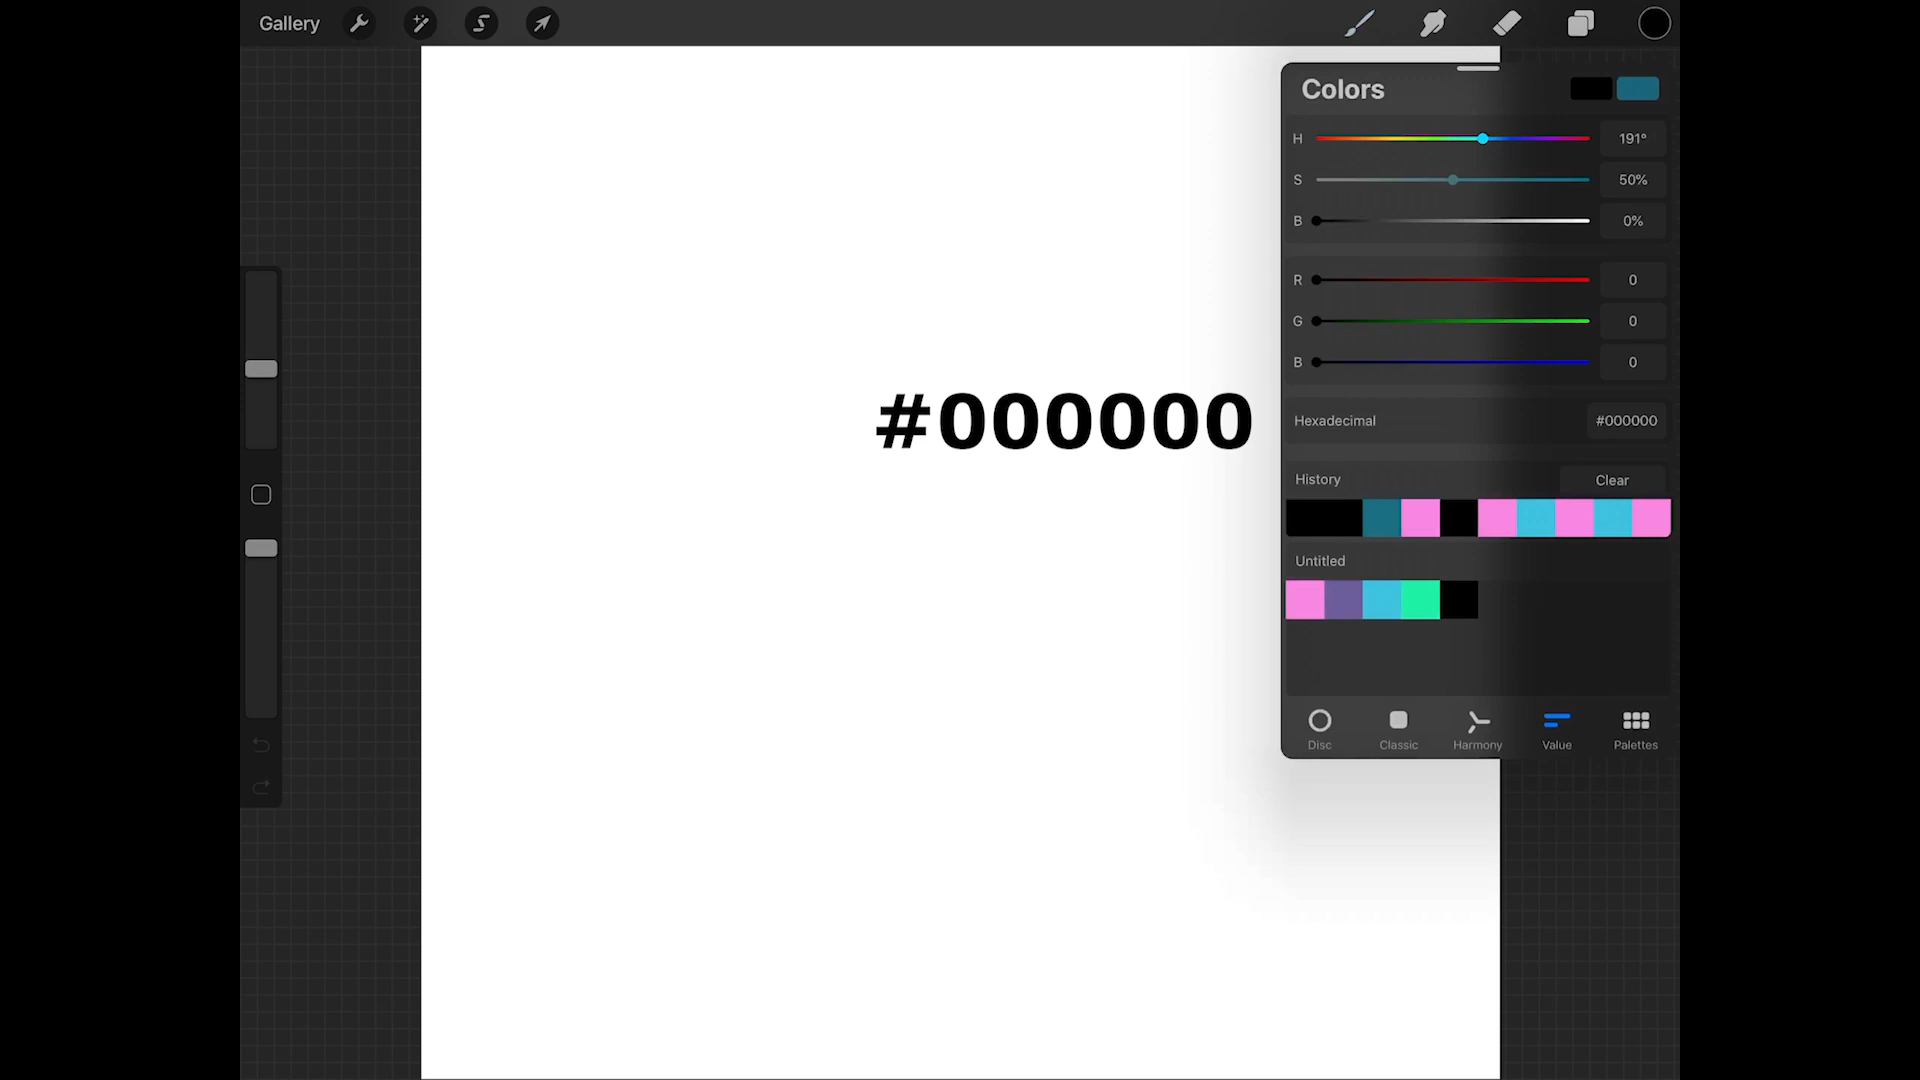 Gallery
Colors
H 191°
S 50%
B 0%
R 0
G 0
B 0
#000000
Hexadecimal #000000
History Clear
Untitled
Disc Classic Harmony Value Palettes